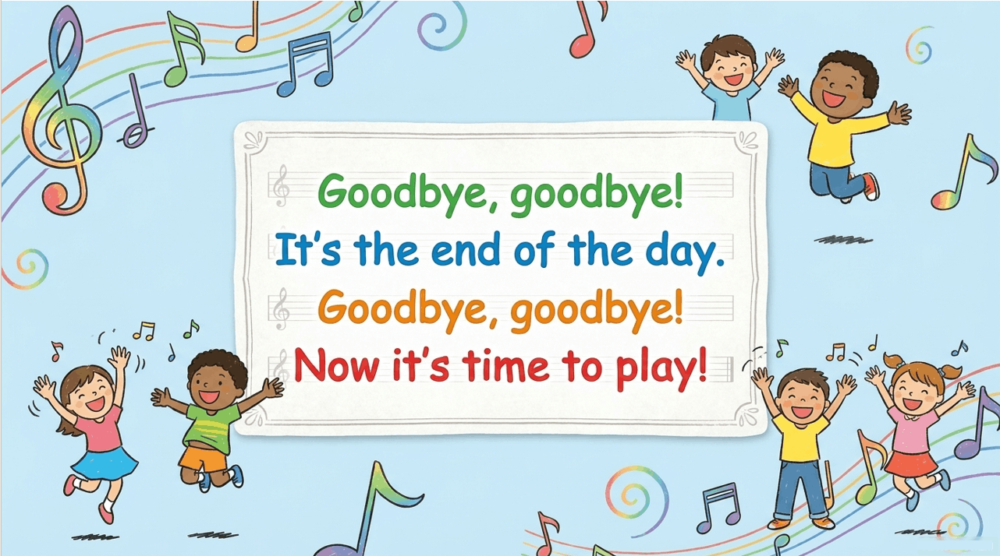 Goodbye, goodbye!
It's the end of the day.
Goodbye, goodbye!
Now it's time to play!